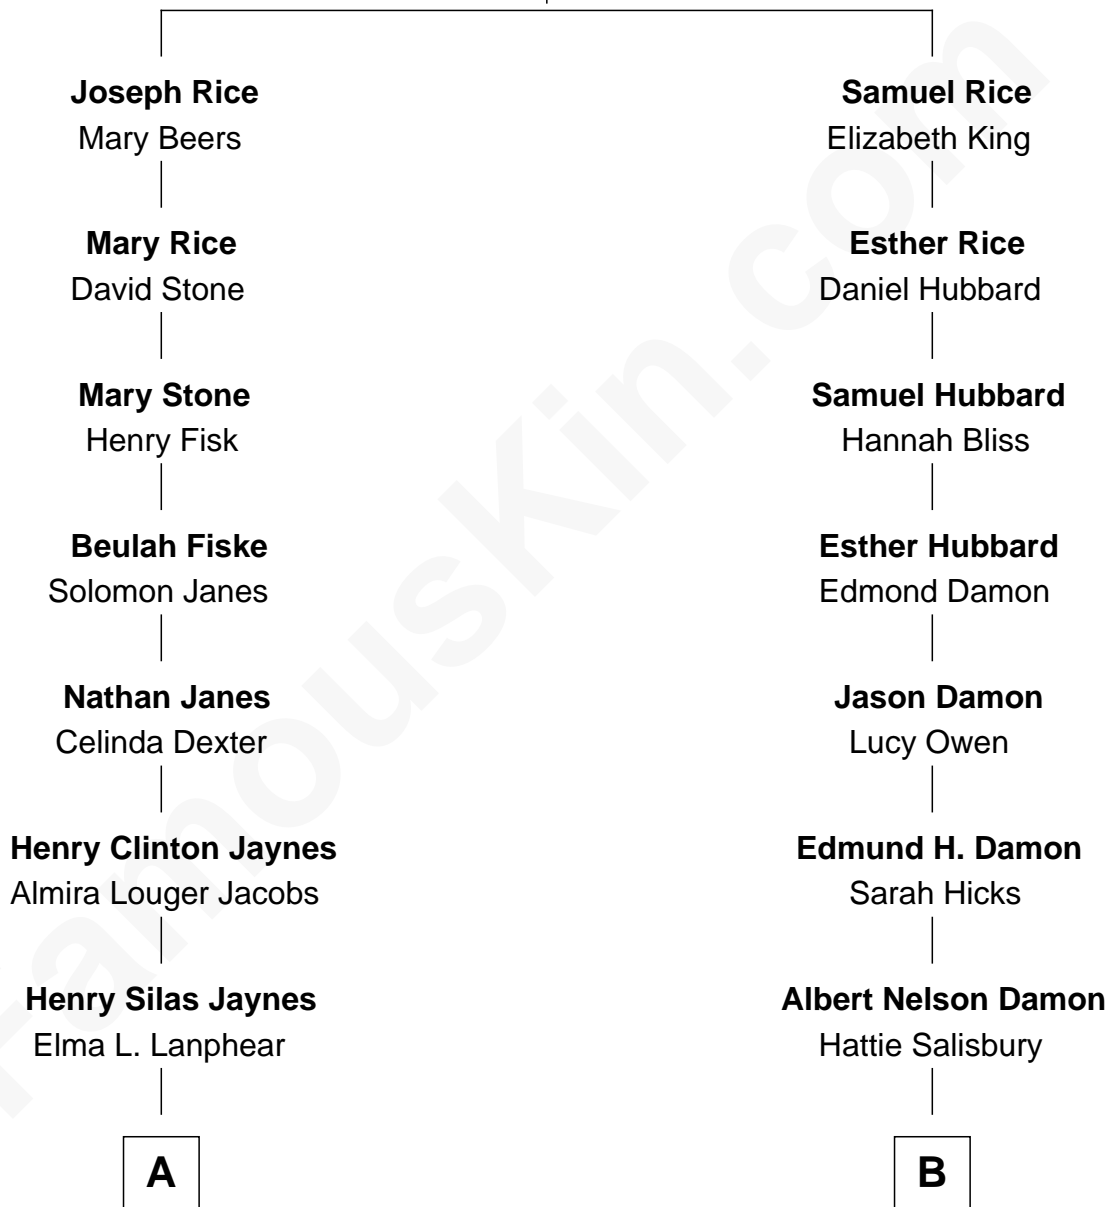 Joseph Rice
Mary Beers
Mary Rice
David Stone
Mary Stone
Henry Fisk
Beulah Fiske
Solomon Janes
Nathan Janes
Celinda Dexter
Henry Clinton Jaynes
Almira Louger Jacobs
Henry Silas Jaynes
Elma L. Lanphear
A
Samuel Rice
Elizabeth King
Esther Rice
Daniel Hubbard
Samuel Hubbard
Hannah Bliss
Esther Hubbard
Edmond Damon
Jason Damon
Lucy Owen
Edmund H. Damon
Sarah Hicks
Albert Nelson Damon
Hattie Salisbury
B
FamousKin.com